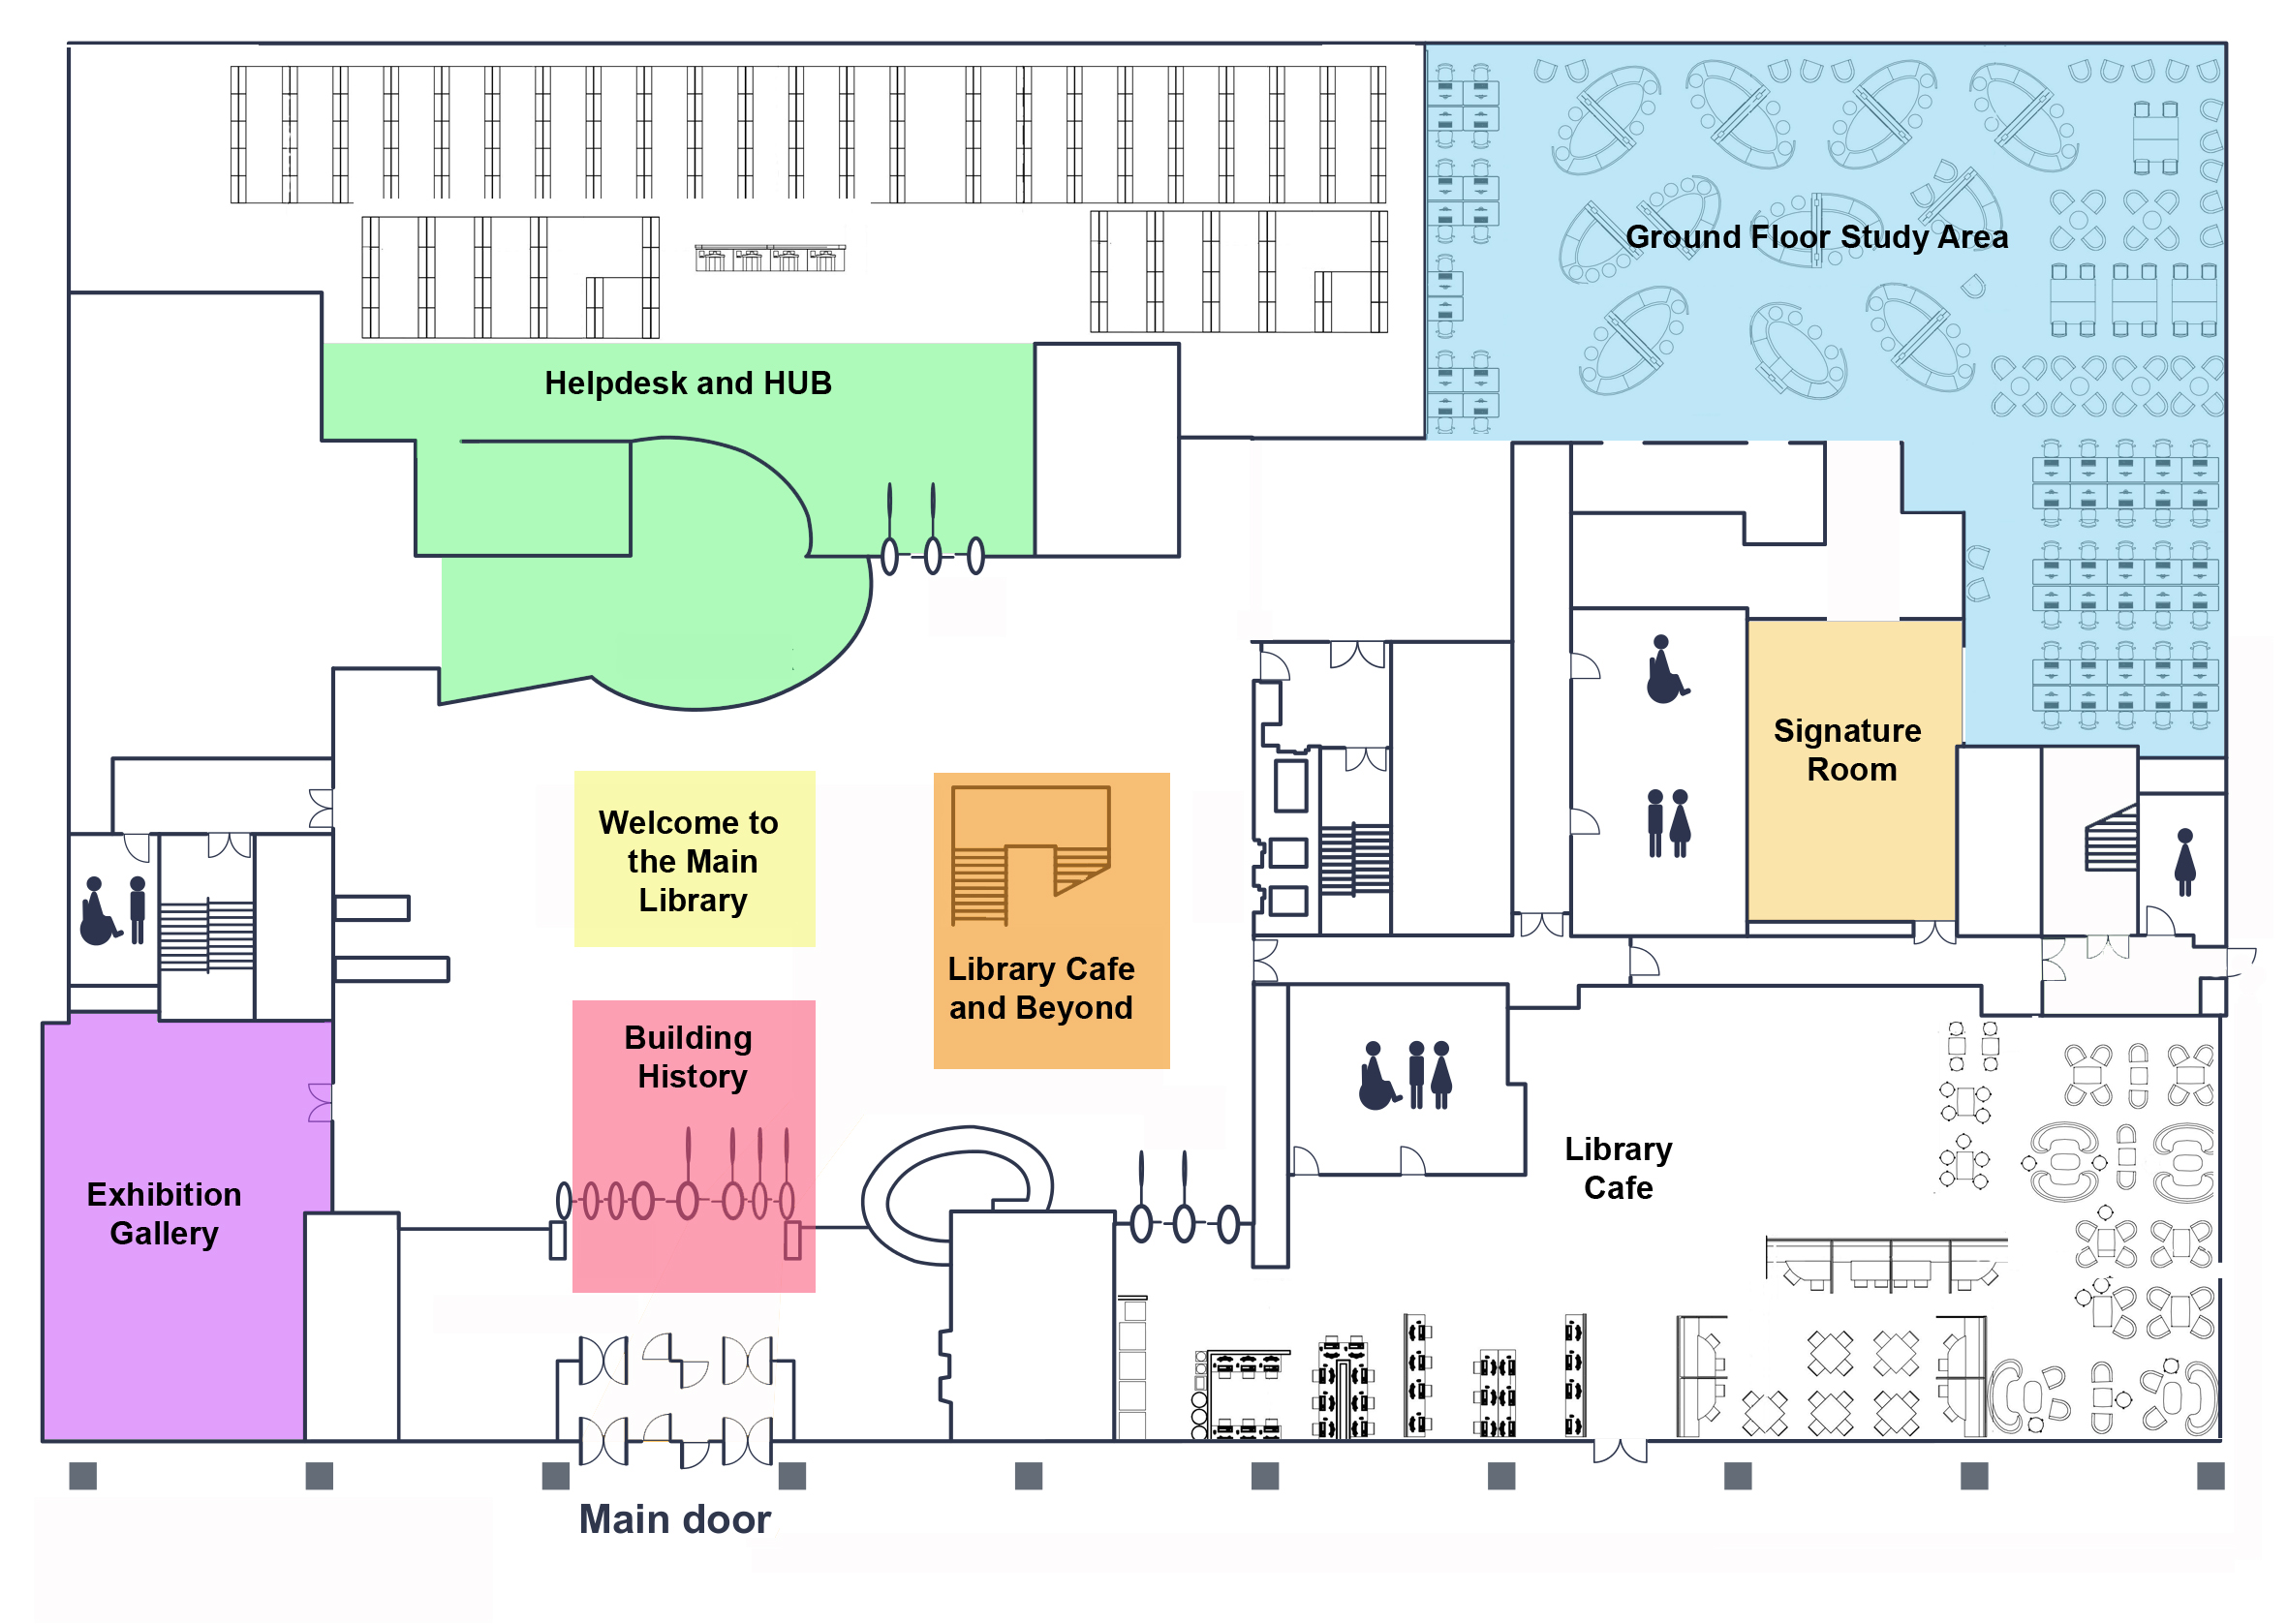 Ground Floor Study Area
Helpdesk and HUB
Signature
Room
Welcome to
the Main
Library
Library Cafe
and Beyond
Building
History
Library
Cafe
Exhibition
Gallery
Main door